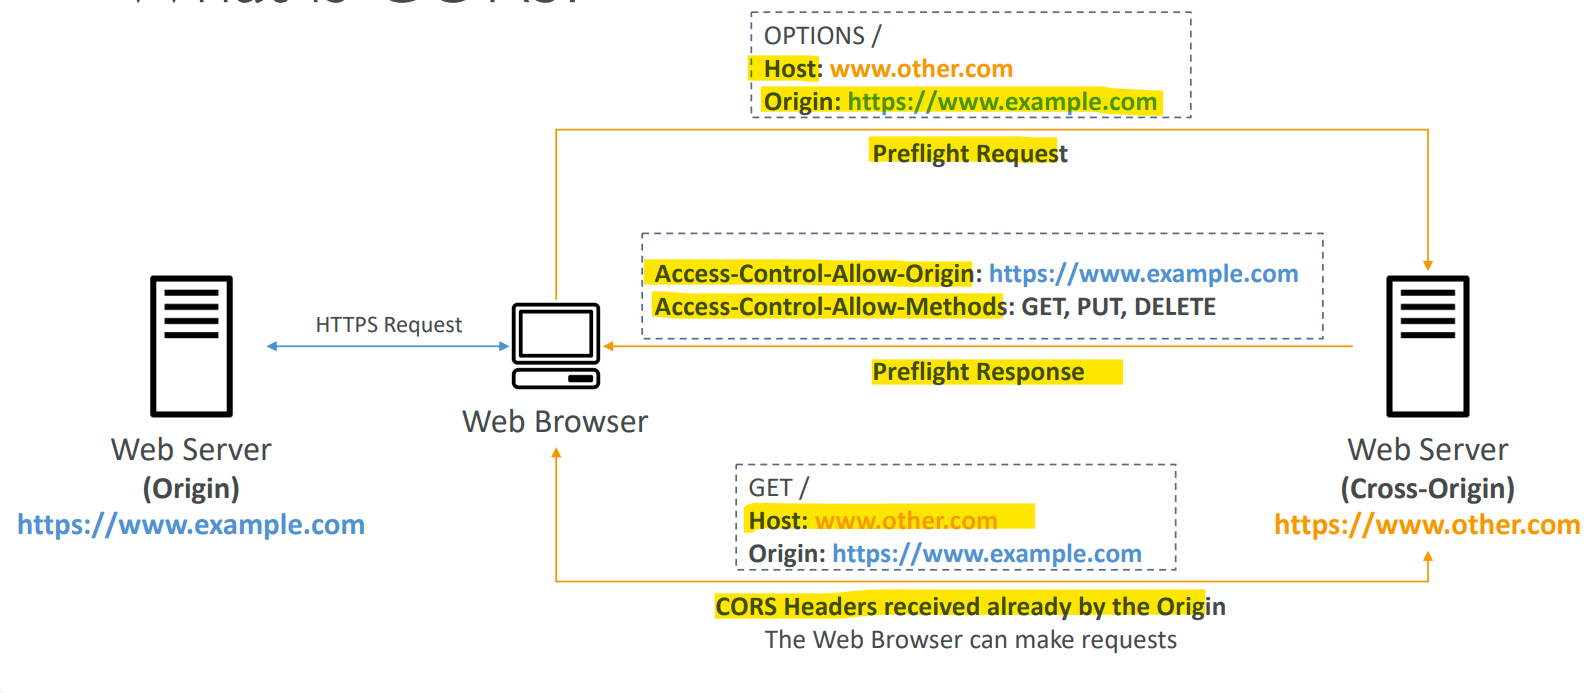 What is CORS?
OPTIONS /
Host: www.other.com
Origin: https://www.example.com
Preflight Request
Access-Control-Allow-Origin: https://www.example.com
Access-Control-Allow-Methods: GET, PUT, DELETE
HTTPS Request
Preflight Response
Web Browser
Web Server
(Origin)
https://www.example.com
Web Server
(Cross-Origin)
https://www.other.com
GET /
Host: www.other.com
Origin: https://www.example.com
CORS Headers received already by the Origin
The Web Browser can make requests